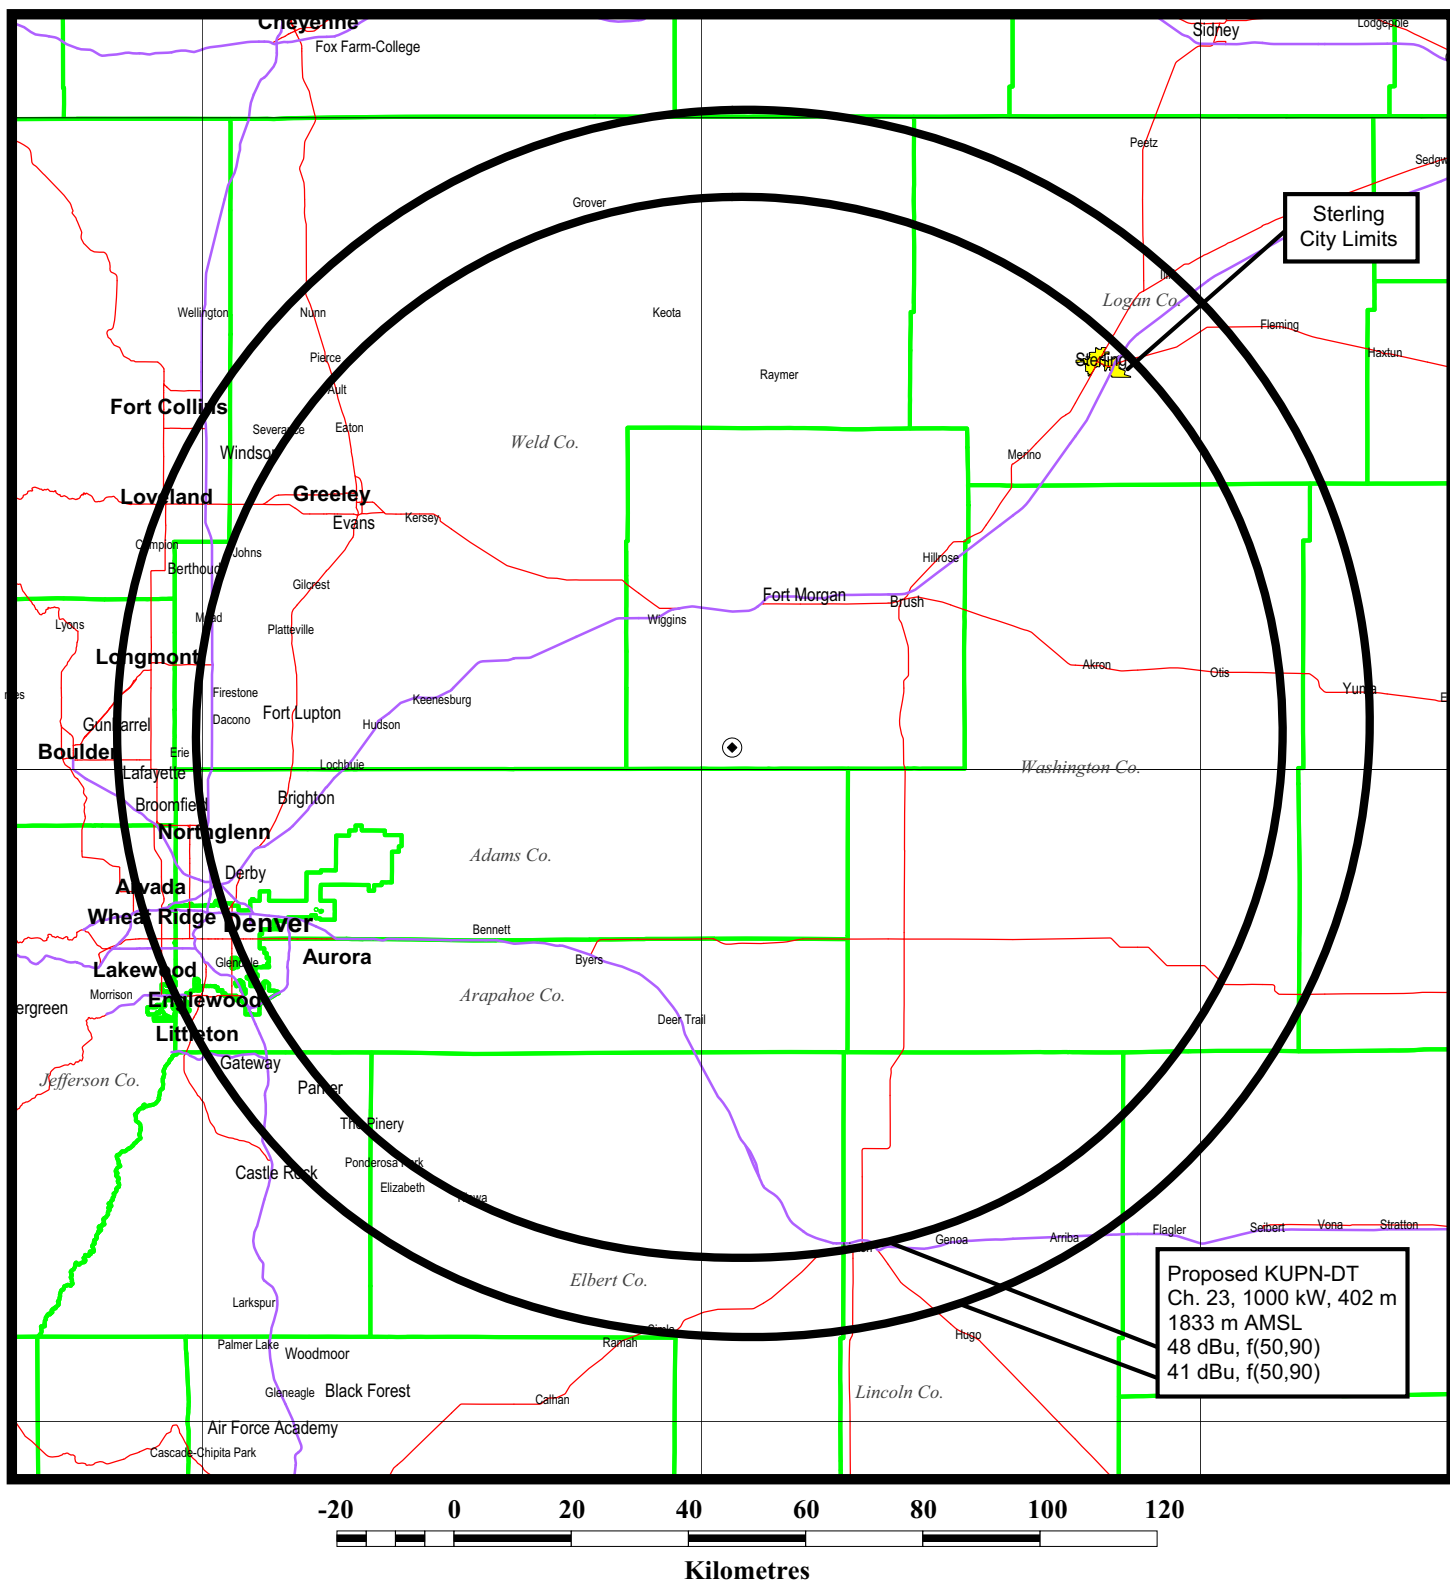 Cheyenne
Fox Farm-College
Sidney
Lodgepole
Peetz
Sedgw
Grover
Sterling
City Limits
Logan Co.
Wellington
Nunn
Keota
Fleming
Pierce
Haxtun
Sterling
Raymer
Ault
Fort Collins
Severance
Eaton
Weld Co.
Windsor
Merino
Loveland
Greeley
Evans
Kersey
Campion
Johns
Hillrose
Berthoud
Gilcrest
Fort Morgan
Brush
Mead
Lyons
Platteville
Wiggins
Longmont
Akron
Otis
Firestone
Keenesburg
Yuma
Gunbarrel
Dacono
Fort Lupton
Hudson
Boulder
Erie
Lochbuie
Lafayette
Washington Co.
Broomfield
Brighton
Northglenn
Adams Co.
Derby
Arvada
Wheat Ridge
Denver
Bennett
Aurora
Byers
Lakewood
Glendale
Morrison
Englewood
Arapahoe Co.
ergreen
Deer Trail
Littleton
Gateway
Jefferson Co.
Parker
The Pinery
Ponderosa Park
Castle Rock
Elizabeth
Kiowa
Limon
Genoa
Arriba
Flagler
Seibert
Vona
Stratton
Elbert Co.
Proposed KUPN-DT
Ch. 23, 1000 kW, 402 m
1833 m AMSL
48 dBu, f(50,90)
41 dBu, f(50,90)
Larkspur
Simla
Hugo
Palmer Lake
Woodmoor
Ramah
Gleneagle
Black Forest
Calhan
Lincoln Co.
Air Force Academy
Cascade-Chipita Park
-20 0 20 40 60 80 100 120
Kilometres